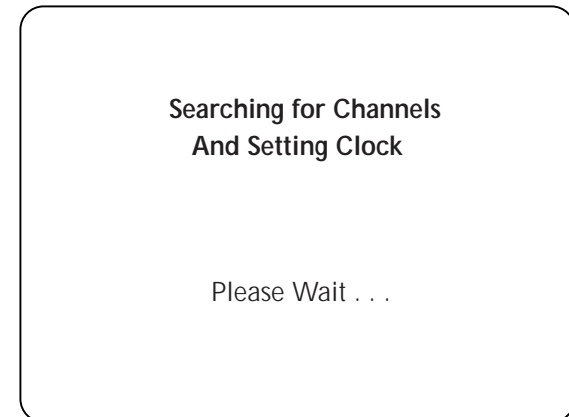 Searching for Channels
And Setting Clock
Please Wait . . .